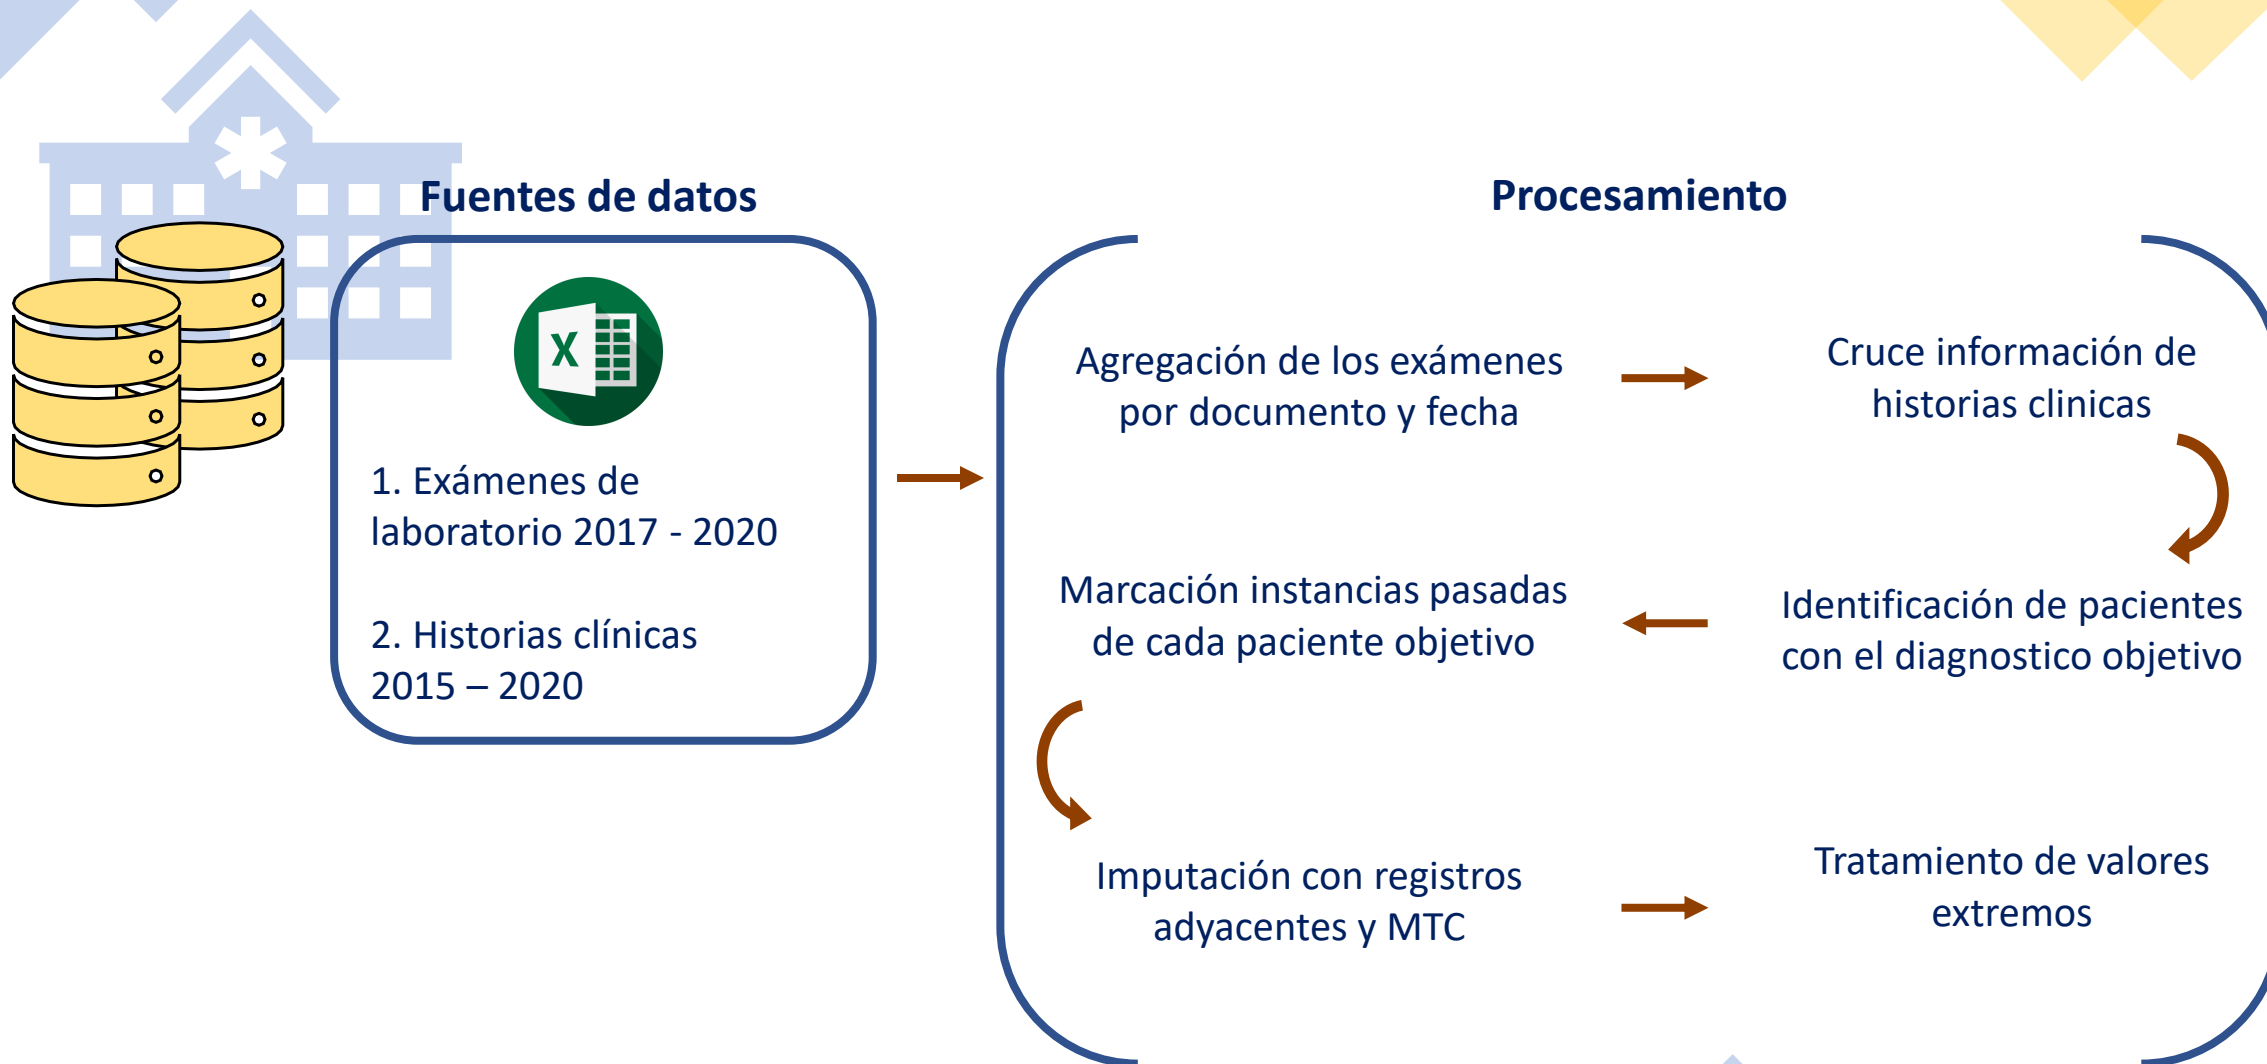 Fuentes de datos
X
1. Exámenes de
laboratorio 2017 - 2020
2. Historias clínicas
2015 – 2020
Procesamiento
Agregación de los exámenes
por documento y fecha
Cruce información de
historias clinicas
Identificación de pacientes
con el diagnostico objetivo
Marcación instancias pasadas
de cada paciente objetivo
Imputación con registros
adyacentes y MTC
Tratamiento de valores
extremos